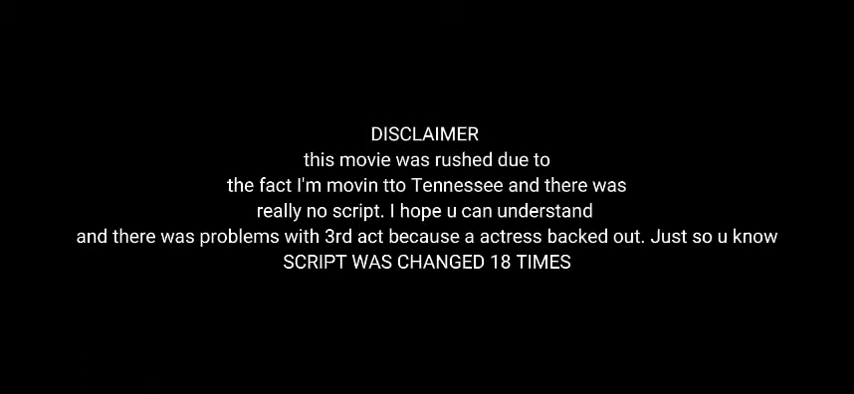 DISCLAIMER
this movie was rushed due to
the fact I'm movin tto Tennessee and there was
really no script. I hope u can understand
and there was problems with 3rd act because a actress backed out. Just so u know
SCRIPT WAS CHANGED 18 TIMES